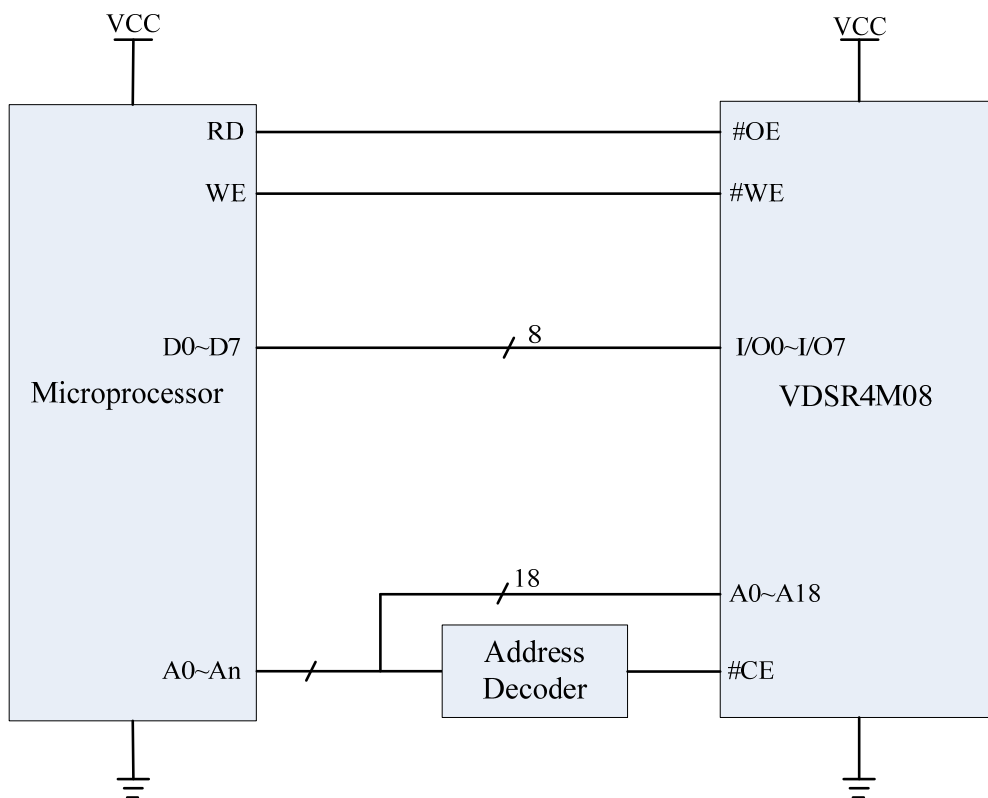 VCC
VCC
RD
#OE
WE
#WE
D0~D7
8
I/O0~I/O7
Microprocessor
VDSR4M08
18
A0~A18
A0~An
Address
Decoder
#CE